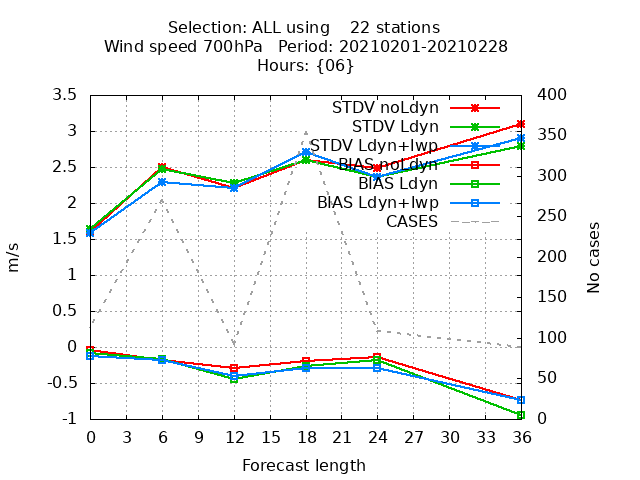 Selection: ALL using    22 stations
Wind speed 700hPa   Period: 20210201-20210228
Hours: {06}
3.5
3
2.5
2
1.5
1
0.5
0
-0.5
-1
m/s
400
350
300
250
200
150
100
50
0
No cases
STDV noLdyn
STDV Ldyn
STDV Ldyn+lwp
BIAS noLdyn
BIAS Ldyn
BIAS Ldyn+lwp
CASES
0 3 6 9 12 15 18 21 24 27 30 33 36
Forecast length